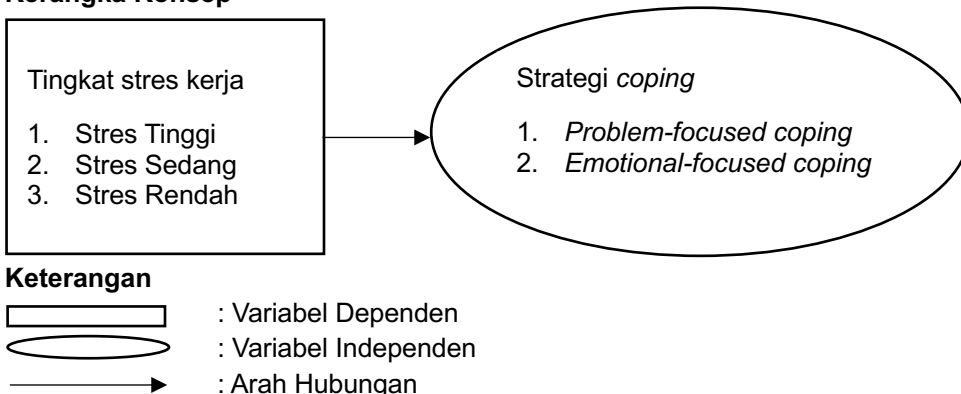 Kerangka Konsep
Tingkat stres kerja
1. Stres Tinggi
2. Stres Sedang
3. Stres Rendah
Strategi coping
1. Problem-focused coping
2. Emotional-focused coping
Keterangan
: Variabel Dependen
: Variabel Independen
: Arah Hubungan